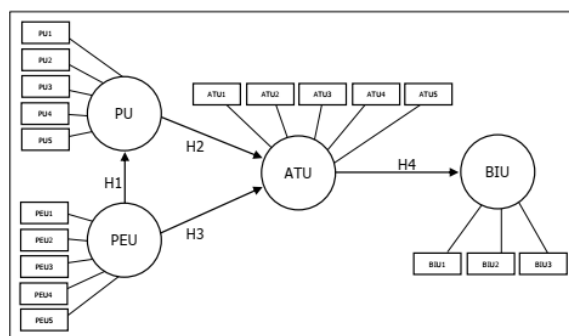 PU1
PU2
PU3
PU4
PU5
PU
ATU1
ATU2
ATU3
ATU4
ATU5
H2
ATU
H4
BIU
H1
H3
PEU1
PEU2
PEU3
PEU4
PEU5
PEU
BIU1
BIU2
BIU3